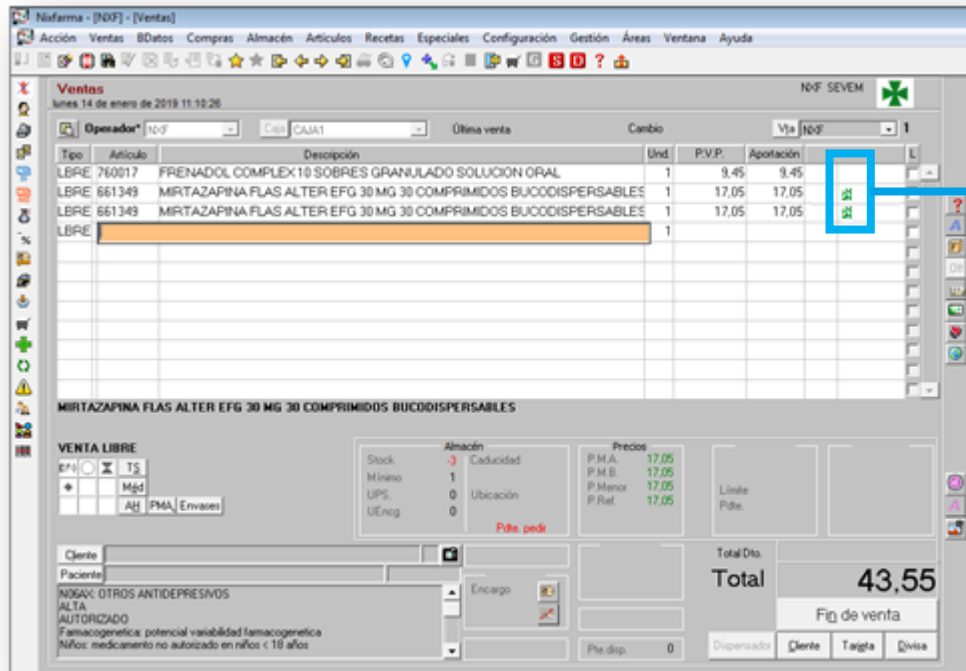 Nixfarma - [NXF] - [Ventas]
Acción Ventas BDatos Compras Almacén Artículos Recetas Especiales Configuración Gestión Áreas Ventana Ayuda
Ventas
NXF SEVEM
lunes 14 de enero de 2019 11:10:26
Operador* NXF Caja CAJA1 Última venta Cambio Vta NXF 1
Tipo Artículo Descripción Und. P.V.P. Aportación L
LBRE 760017 FRENADOL COMPLEX 10 SOBRES GRANULADO SOLUCION ORAL 1 9,45 9,45
LBRE 661349 MIRTAZAPINA FLAS ALTER EFG 30 MG 30 COMPRIMIDOS BUCODISPERSABLES 1 17,05 17,05
LBRE 661349 MIRTAZAPINA FLAS ALTER EFG 30 MG 30 COMPRIMIDOS BUCODISPERSABLES 1 17,05 17,05
LBRE 1
MIRTAZAPINA FLAS ALTER EFG 30 MG 30 COMPRIMIDOS BUCODISPERSABLES
VENTA LIBRE
TS
Méd
AH PMA Envases
Almacén
Stock -3 Caducidad
Mínimo 1
UPS. 0 Ubicación
UEncg 0
Pdte. pedir
Precios
P.M.A. 17,05
P.M.B. 17,05
P.Menor 17,05
P.Ref. 17,05
Límite
Pdte.
Cliente
Paciente
N06AX: OTROS ANTIDEPRESIVOS
ALTA
AUTORIZADO
Farmacogenetica: potencial variabilidad farmacogenetica
Niños: medicamento no autorizado en niños < 18 años
Encargo
Pte.disp. 0
Total Dto.
Total 43,55
Fin de venta
Dispensador Cliente Tarjeta Divisa